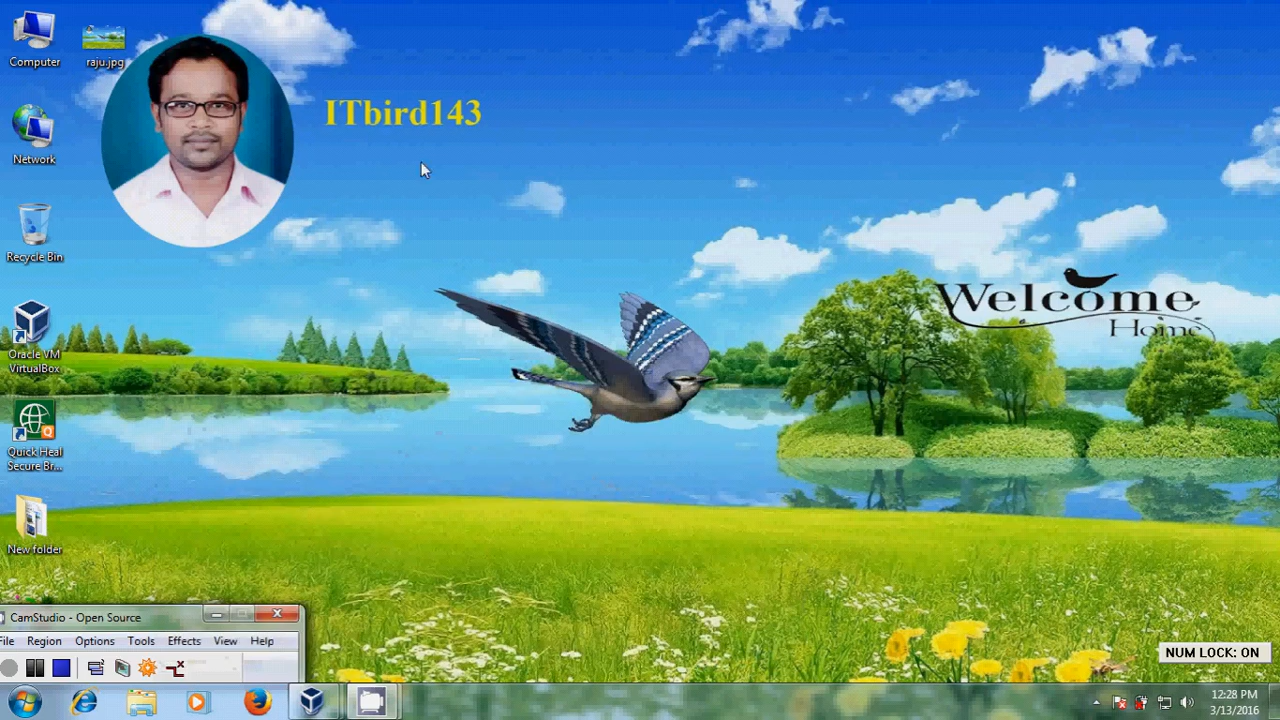 Computer
raju.jpg
ITbird143
Network
Recycle Bin
Welcome
Home
Oracle VM
VirtualBox
Quick Heal
Secure Br...
New folder
CamStudio - Open Source
File Region Options Tools Effects View Help
NUM LOCK: ON
12:28 PM
3/13/2016